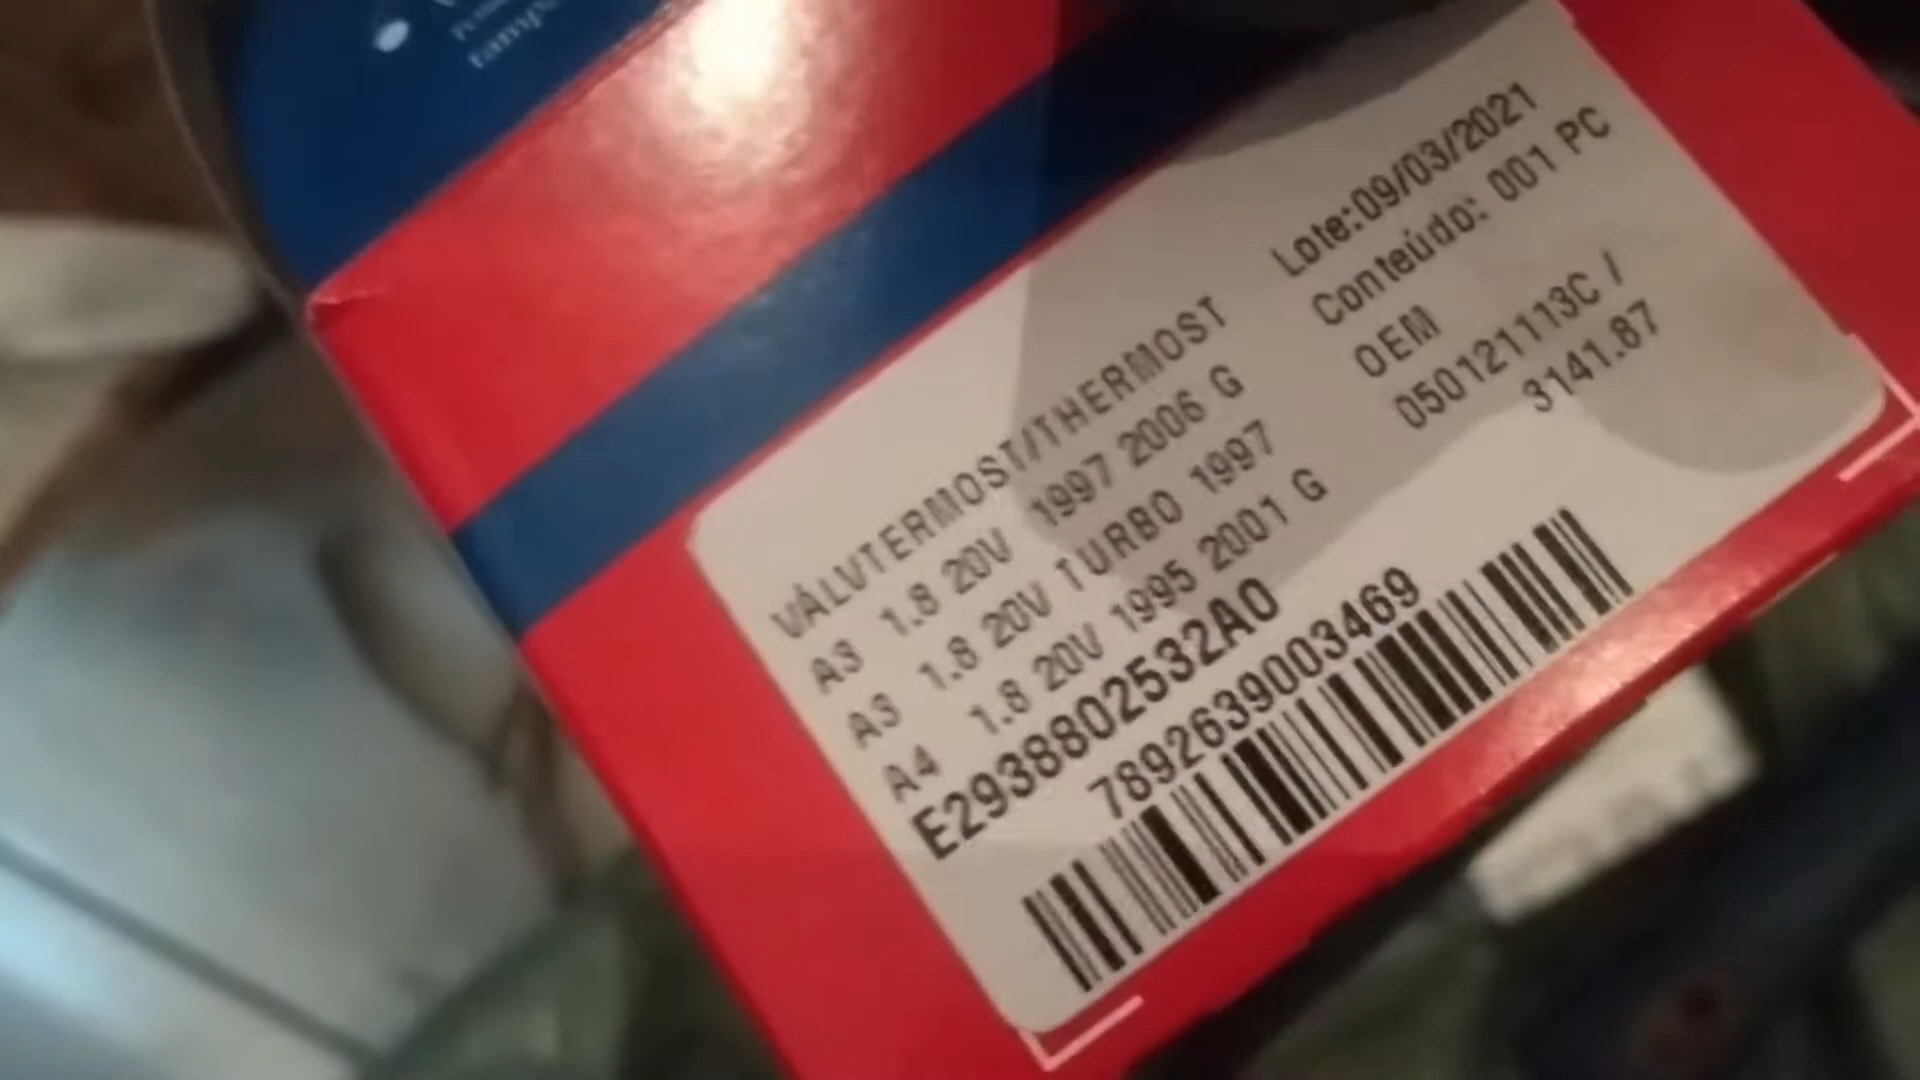 Lote:09/03/2021
Conteúdo: 001 PC
OEM
050121113C /
3141.87
VÁLVTERMOST/THERMOST
A3 1.8 20V 1997 2006 G
A3 1.8 20V TURBO 1997
A4 1.8 20V 1995 2001 G
E2938802532A0
7892639003469